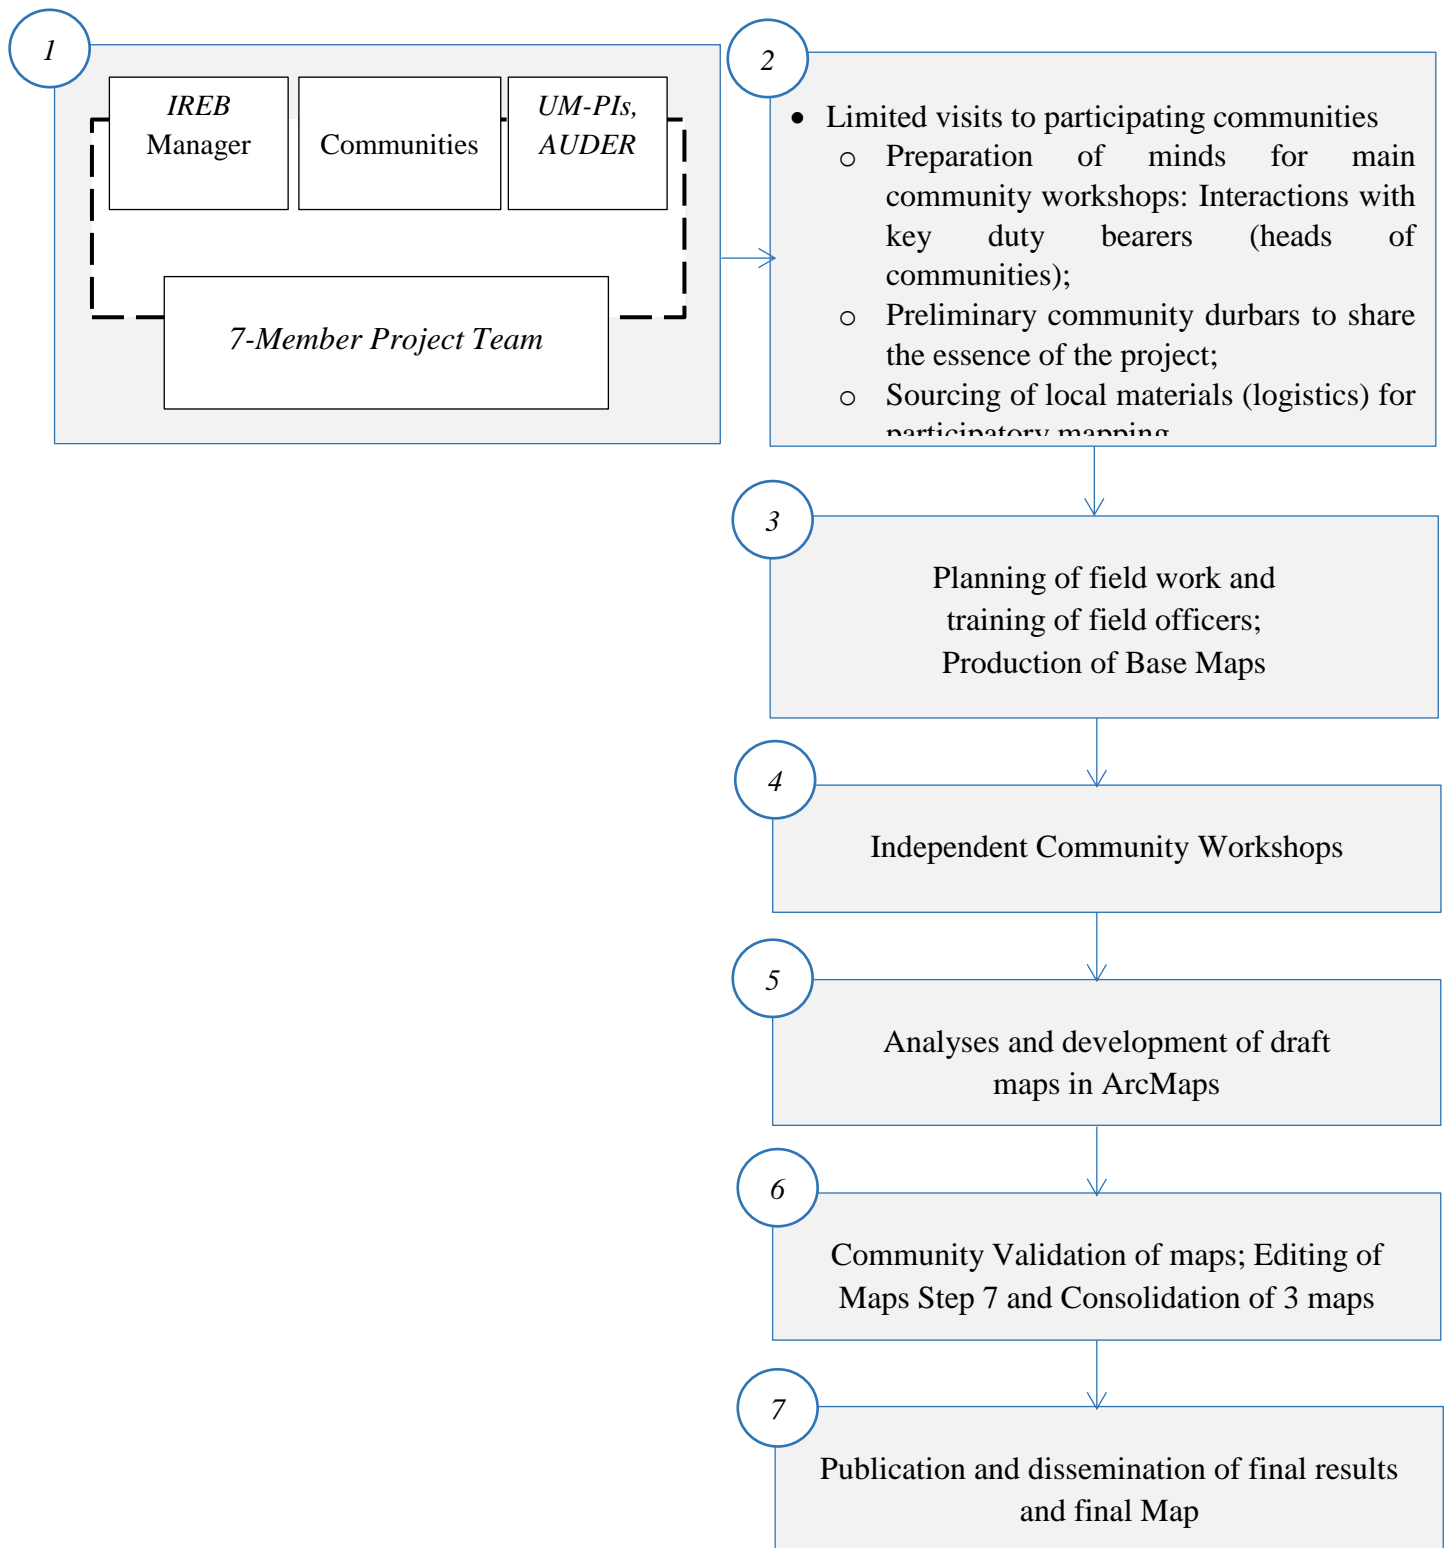 1
IREB
Manager
Communities
UM-PIs,
AUDER
7-Member Project Team
2
• Limited visits to participating communities
o Preparation of minds for main
community workshops: Interactions with
key duty bearers (heads of
communities);
o Preliminary community durbars to share
the essence of the project;
o Sourcing of local materials (logistics) for
participatory mapping
3
Planning of field work and
training of field officers;
Production of Base Maps
4
Independent Community Workshops
5
Analyses and development of draft
maps in ArcMaps
6
Community Validation of maps; Editing of
Maps Step 7 and Consolidation of 3 maps
7
Publication and dissemination of final results
and final Map